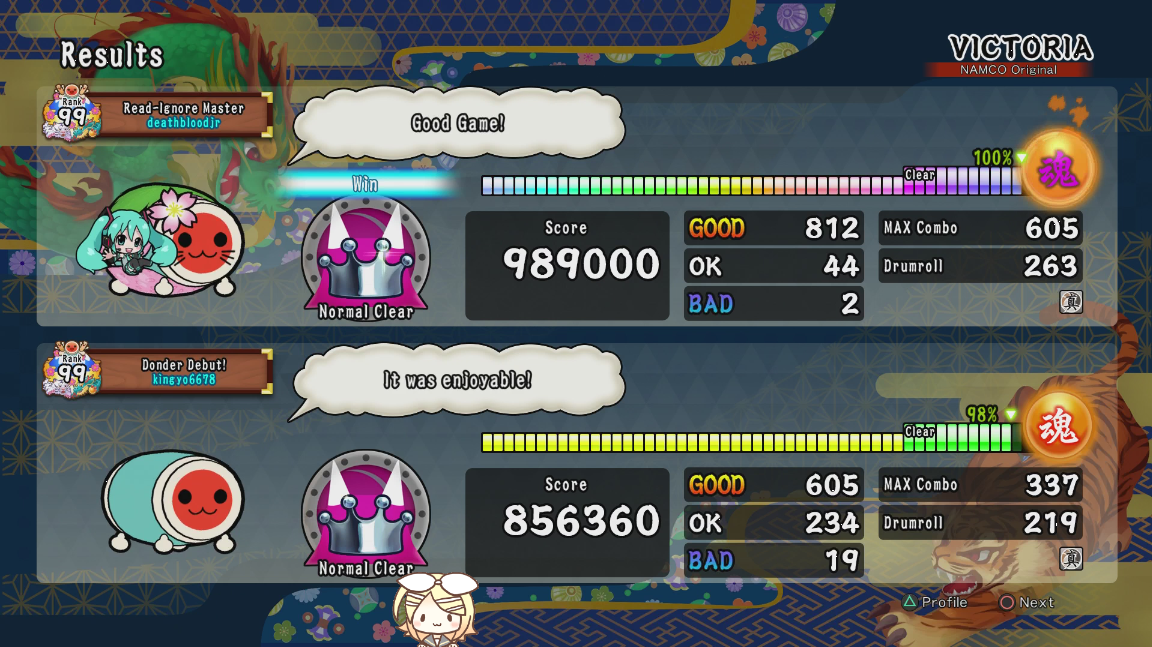 Results
VICTORIA
NAMCO Original
Rank
99
Read-Ignore Master
deathbloodjr
Good Game!
Win
100%
Clear
魂
Normal Clear
Score
989000
GOOD 812
OK 44
BAD 2
MAX Combo 605
Drumroll 263
真
Rank
99
Donder Debut!
kingyo6678
It was enjoyable!
98%
Clear
魂
Normal Clear
Score
856360
GOOD 605
OK 234
BAD 19
MAX Combo 337
Drumroll 219
真
Profile
Next